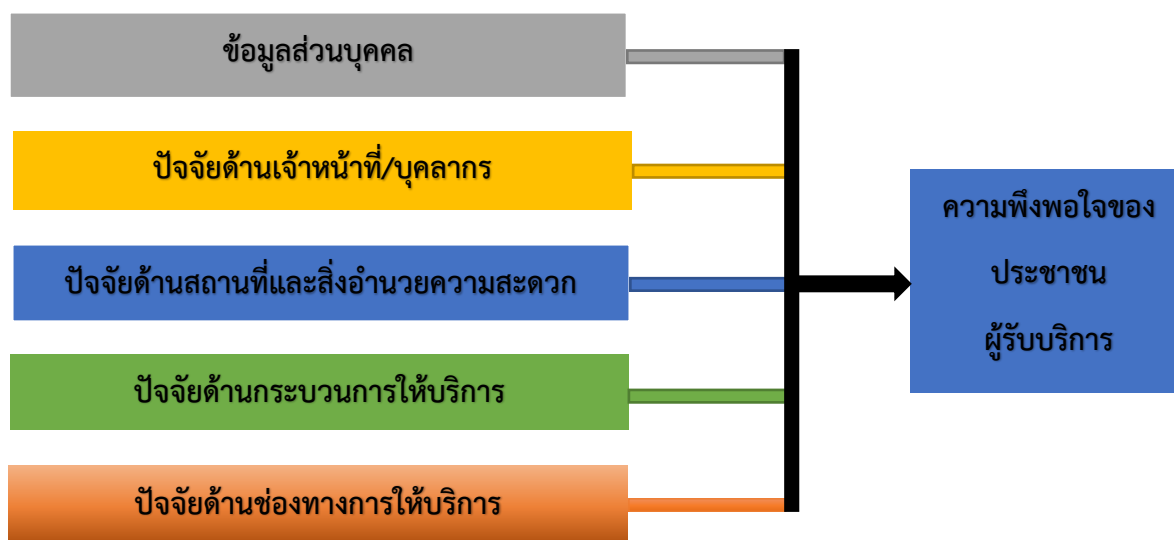 ข้อมูลส่วนบุคคล
ปัจจัยด้านเจ้าหน้าที่/บุคลากร
ปัจจัยด้านสถานที่และสิ่งอำนวยความสะดวก
ปัจจัยด้านกระบวนการให้บริการ
ปัจจัยด้านช่องทางการให้บริการ
ความพึงพอใจของ
ประชาชน
ผู้รับบริการ